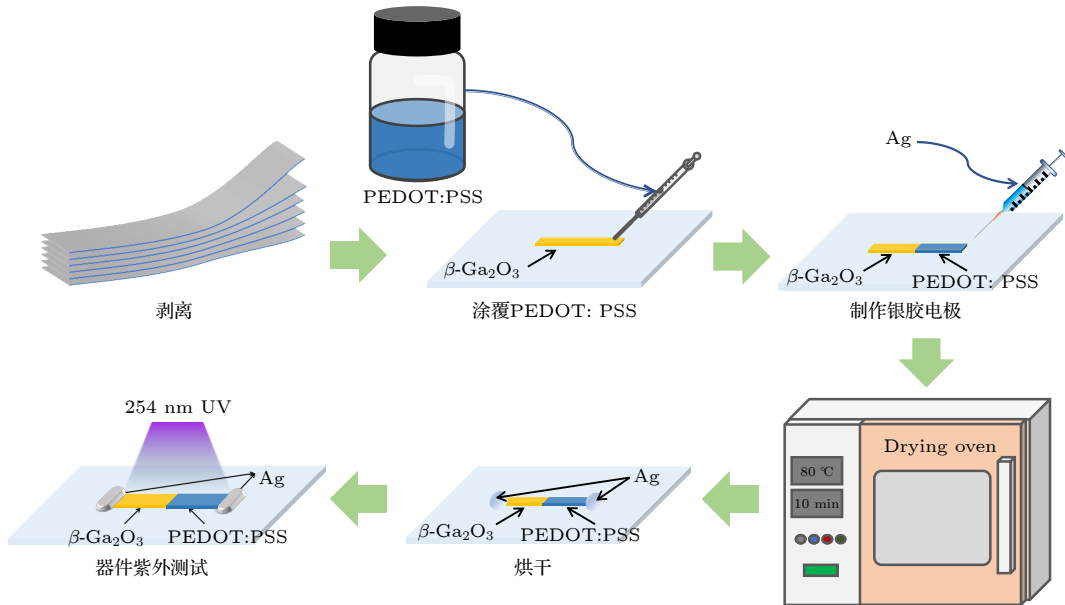 PEDOT:PSS
β-Ga₂O₃
剥离
涂覆PEDOT: PSS
Ag
β-Ga₂O₃
PEDOT: PSS
制作银胶电极
Drying oven
80 ℃
10 min
Ag
β-Ga₂O₃
PEDOT:PSS
烘干
254 nm UV
Ag
β-Ga₂O₃
PEDOT:PSS
器件紫外测试